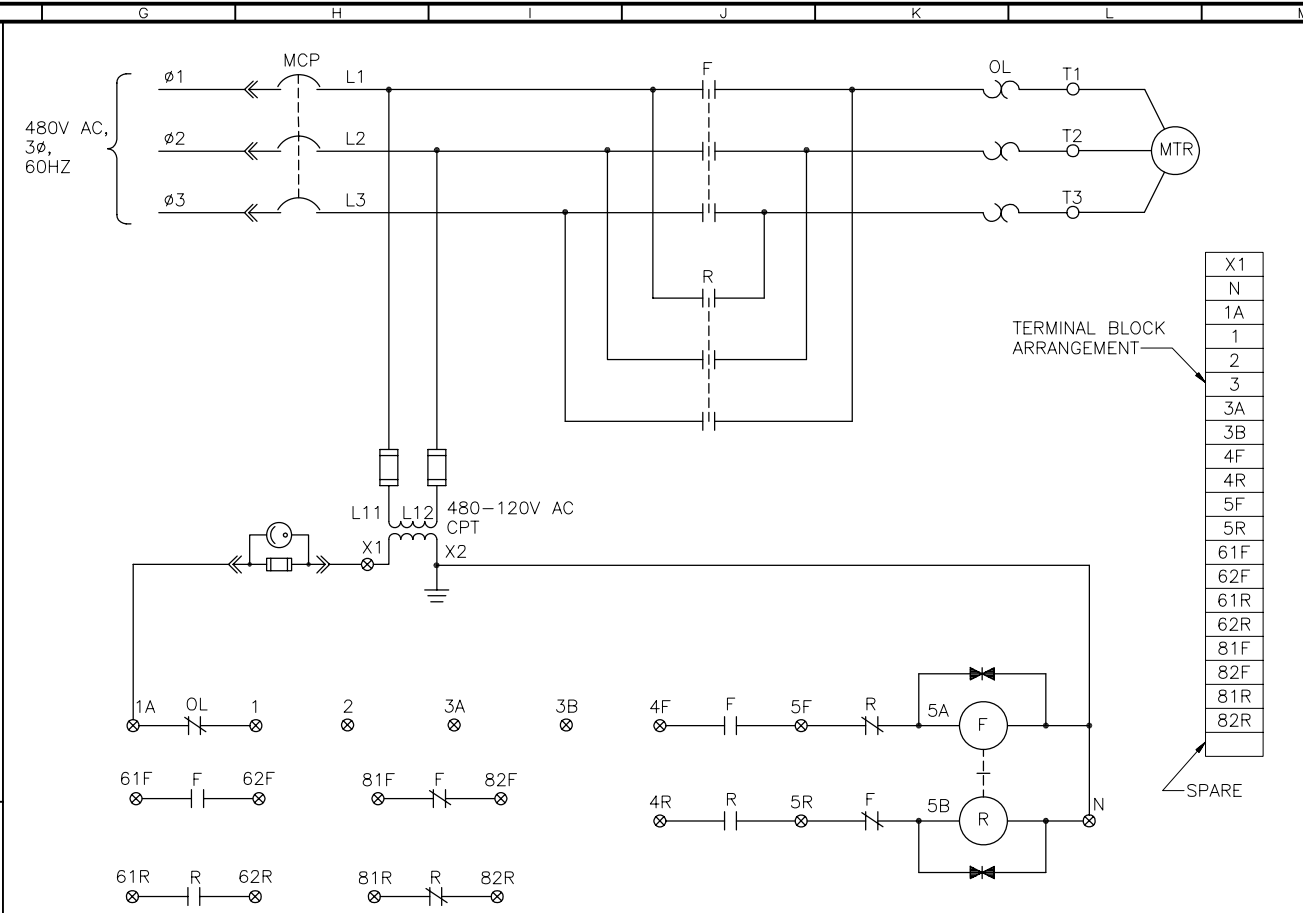 G H I J K L M
MCP
F
OL
ø1 L1 T1
480V AC,
3ø,
60HZ
ø2 L2 T2 MTR
ø3 L3 T3
R
TERMINAL BLOCK
ARRANGEMENT
X1
N
1A
1
2
3
3A
3B
4F
4R
5F
5R
61F
62F
61R
62R
81F
82F
81R
82R
SPARE
L11 L12 480-120V AC
CPT
X1 X2
1A OL 1 2 3A 3B 4F F 5F R 5A F
61F F 62F 81F F 82F
4R R 5R F 5B R N
61R R 62R 81R R 82R